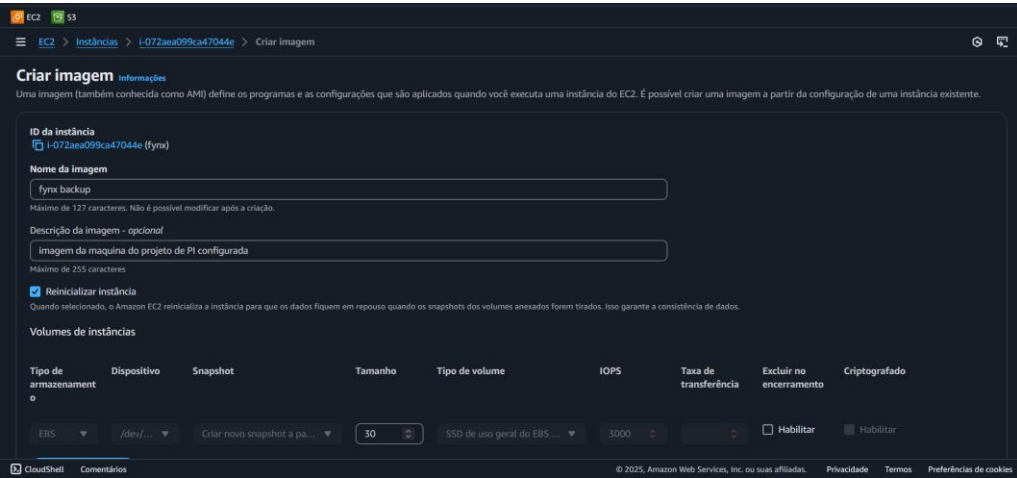 EC2 S3
EC2 > Instâncias > i-072aea099ca47044e > Criar imagem
Criar imagem Informações
Uma imagem (também conhecida como AMI) define os programas e as configurações que são aplicados quando você executa uma instância do EC2. É possível criar uma imagem a partir da configuração de uma instância existente.
ID da instância
i-072aea099ca47044e (fynx)
Nome da imagem
fynx backup
Máximo de 127 caracteres. Não é possível modificar após a criação.
Descrição da imagem - opcional
imagem da maquina do projeto de PI configurada
Máximo de 255 caracteres
Reinicializar instância
Quando selecionado, o Amazon EC2 reinicializa a instância para que os dados fiquem em repouso quando os snapshots dos volumes anexados forem tirados. Isso garante a consistência de dados.
Volumes de instâncias
Tipo de Dispositivo Snapshot Tamanho Tipo de volume IOPS Taxa de Excluir no Criptografado
armazenament transferência encerramento
o
EBS /dev/... Criar novo snapshot a pa... 30 SSD de uso geral do EBS ... 3000 Habilitar Habilitar
CloudShell Comentários © 2025, Amazon Web Services, Inc. ou suas afiliadas. Privacidade Termos Preferências de cookies